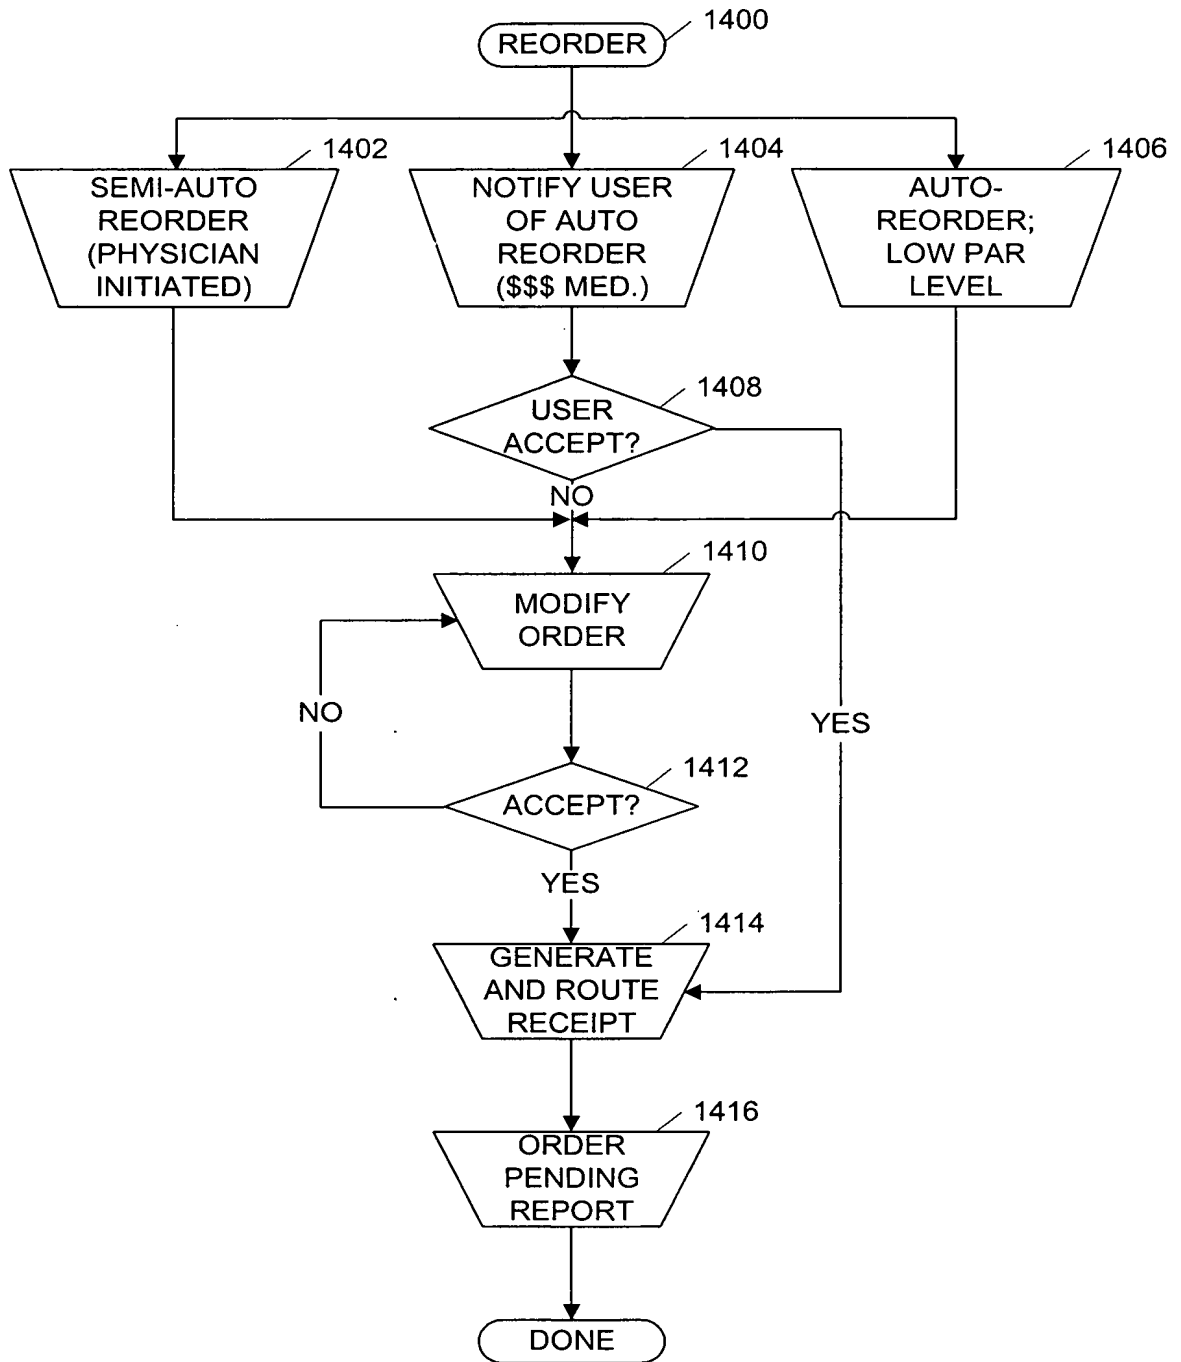 REORDER
1400
1402
1404
1406
SEMI-AUTO
REORDER
(PHYSICIAN
INITIATED)
NOTIFY USER
OF AUTO
REORDER
($$$ MED.)
AUTO-
REORDER;
LOW PAR
LEVEL
1408
USER
ACCEPT?
NO
1410
MODIFY
ORDER
NO
YES
1412
ACCEPT?
YES
1414
GENERATE
AND ROUTE
RECEIPT
1416
ORDER
PENDING
REPORT
DONE